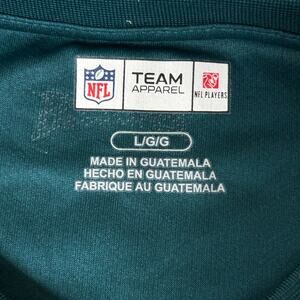 NFL
TEAM
APPAREL
NFL PLAYERS
L/G/G
MADE IN GUATEMALA
HECHO EN GUATEMALA
FABRIQUE AU GUATEMALA